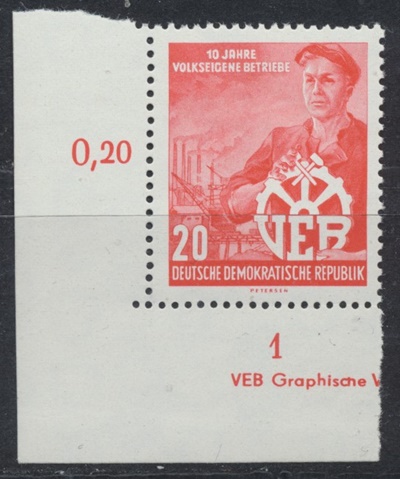 10 JAHRE
VOLKSEIGENE BETRIEBE
0,20
VEB
20
DEUTSCHE DEMOKRATISCHE REPUBLIK
PETERSEN
1
VEB Graphische